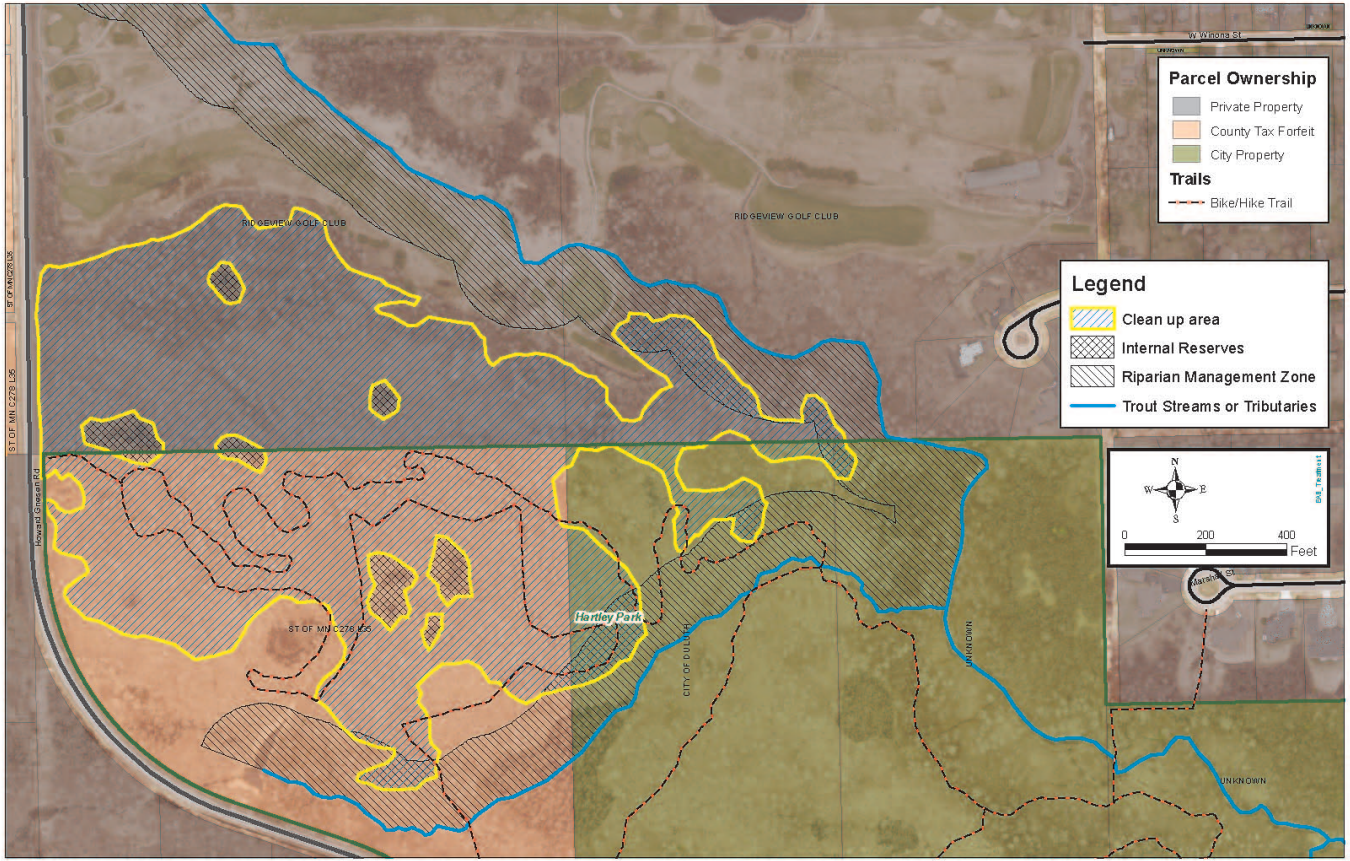 W Winona St
UNKNOWN
UNKNOWN
Parcel Ownership
Private Property
County Tax Forfeit
City Property
Trails
Bike/Hike Trail
RIDGEVIEW GOLF CLUB
RIDGEVIEW GOLF CLUB
ST OF MN C278 L35
Legend
Clean up area
Internal Reserves
Riparian Management Zone
Trout Streams or Tributaries
ST OF MN C278 L35
Howard Gnesen Rd
N
W
E
S
EAB_Treatment
0
200
400
Feet
Marshall St
Hartley Park
ST OF MN C278 L35
CITY OF DULUTH
UNKNOWN
UNKNOWN